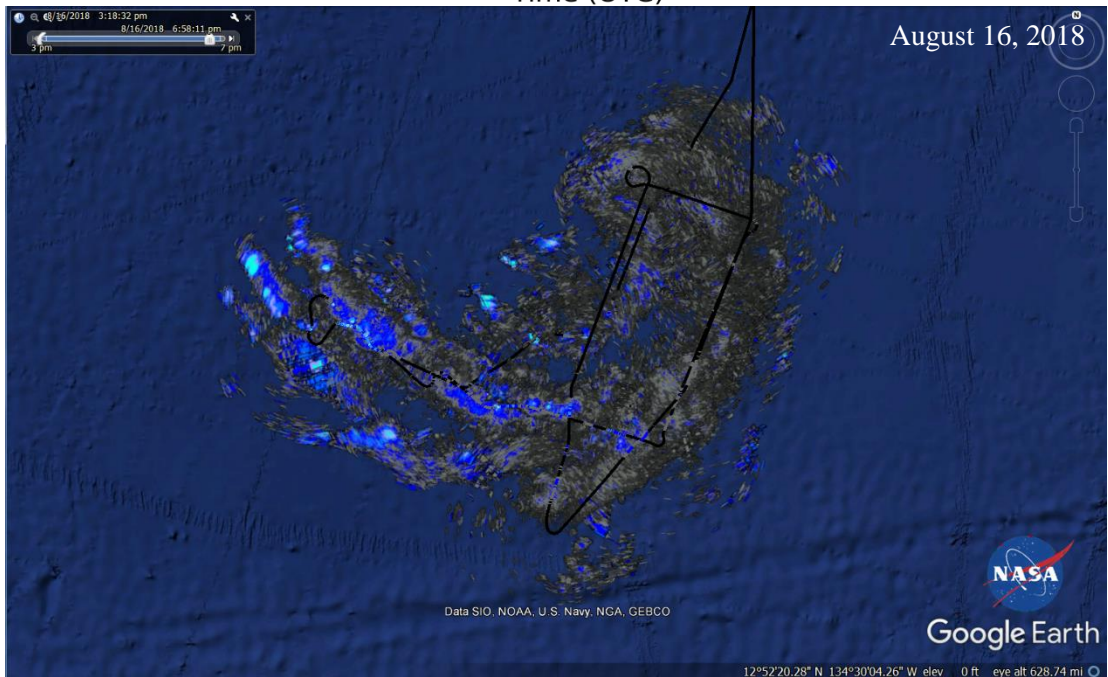 Time (UTC)
8/16/2018 3:18:32 pm
8/16/2018 6:58:11 pm
3 pm
7 pm
August 16, 2018
N
NASA
Data SIO, NOAA, U.S. Navy, NGA, GEBCO
Google Earth
12°52'20.28" N 134°30'04.26" W elev 0 ft eye alt 628.74 mi